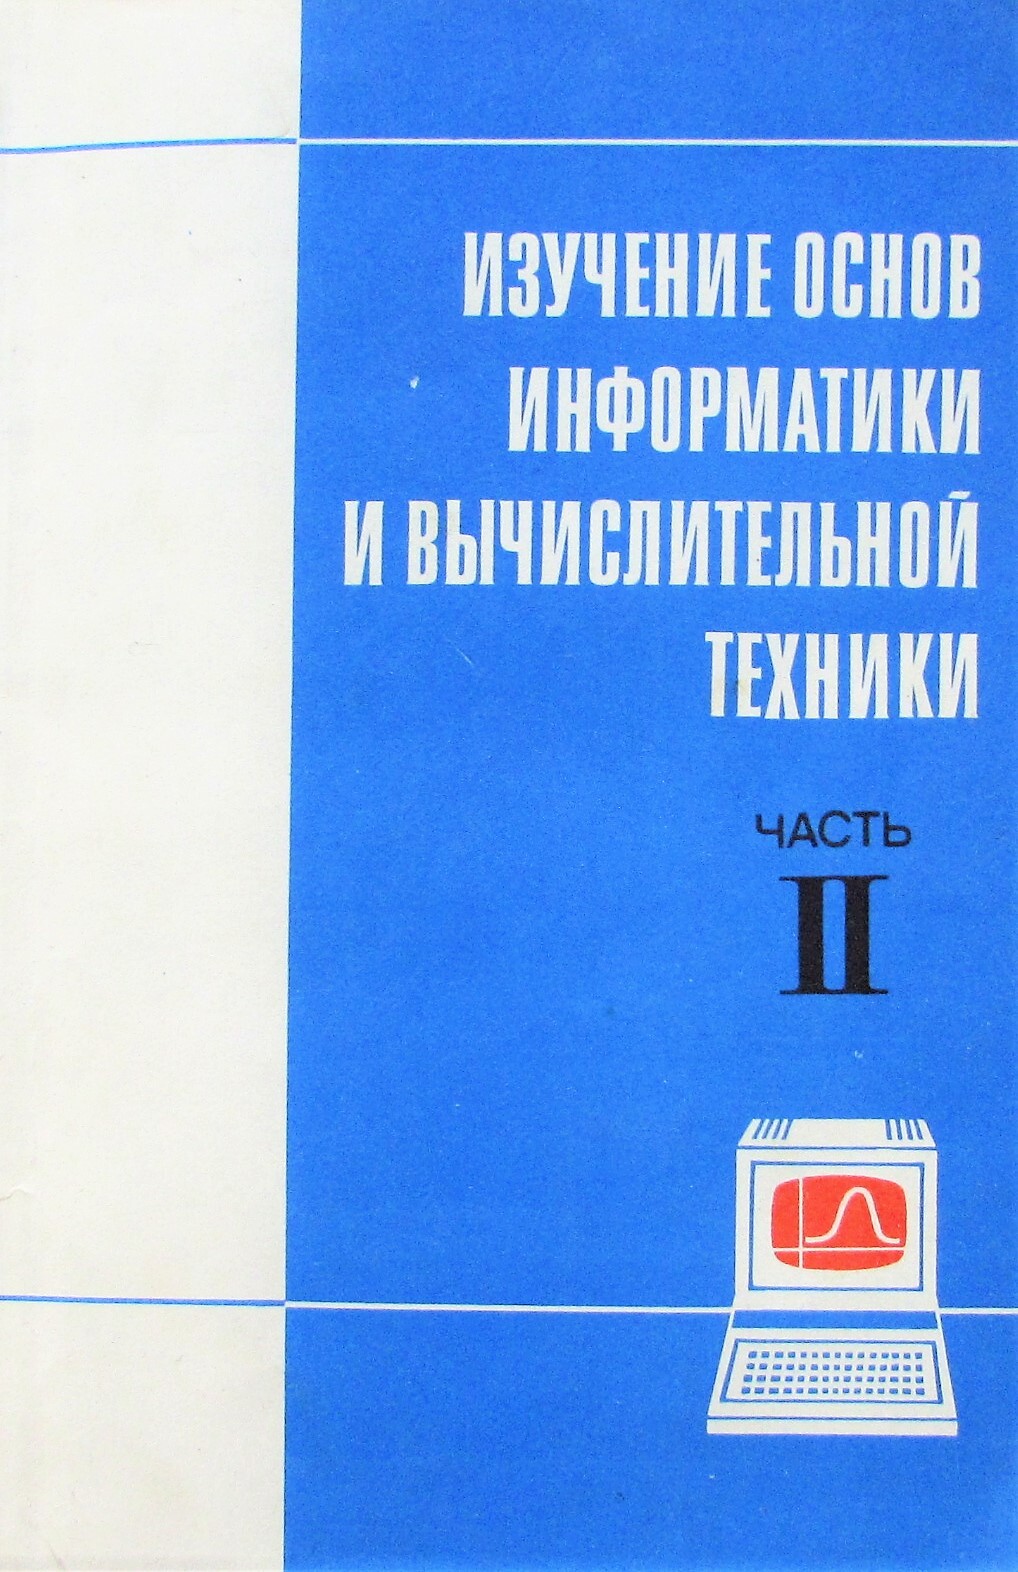 ИЗУЧЕНИЕ ОСНОВ
ИНФОРМАТИКИ
И ВЫЧИСЛИТЕЛЬНОЙ
ТЕХНИКИ
ЧАСТЬ
II